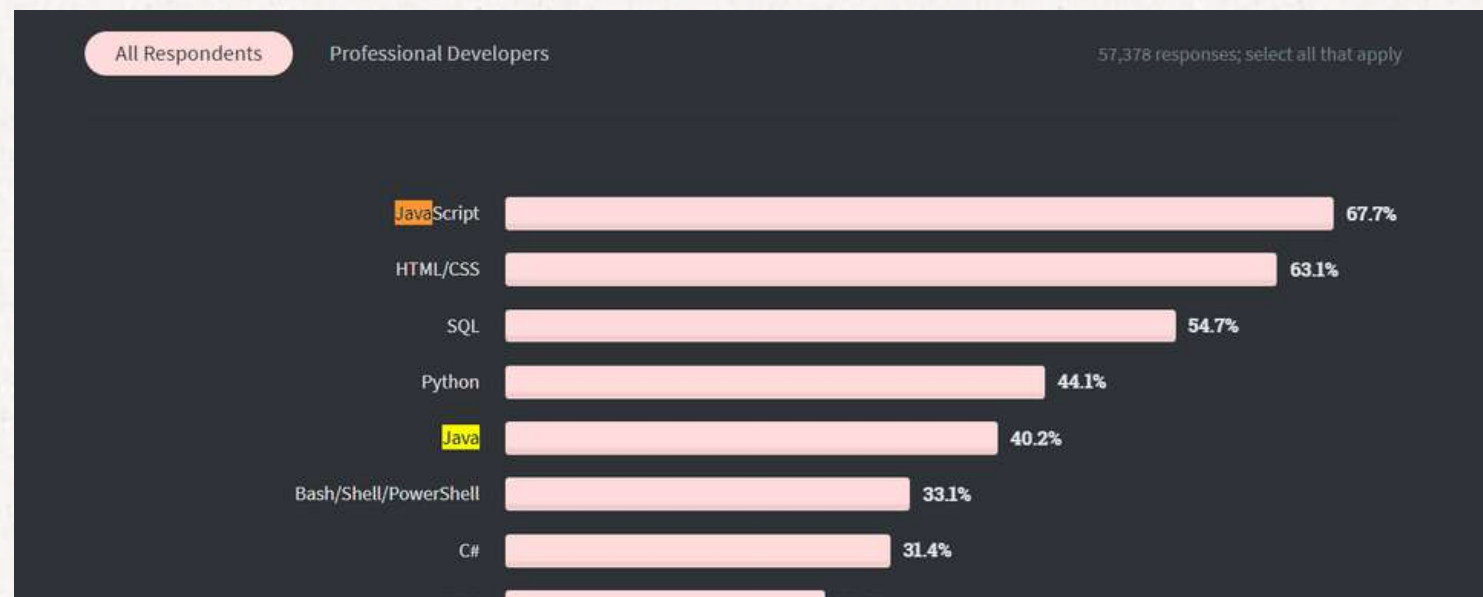 All Respondents Professional Developers 57,378 responses; select all that apply
JavaScript 67.7%
HTML/CSS 63.1%
SQL 54.7%
Python 44.1%
Java 40.2%
Bash/Shell/PowerShell 33.1%
C# 31.4%